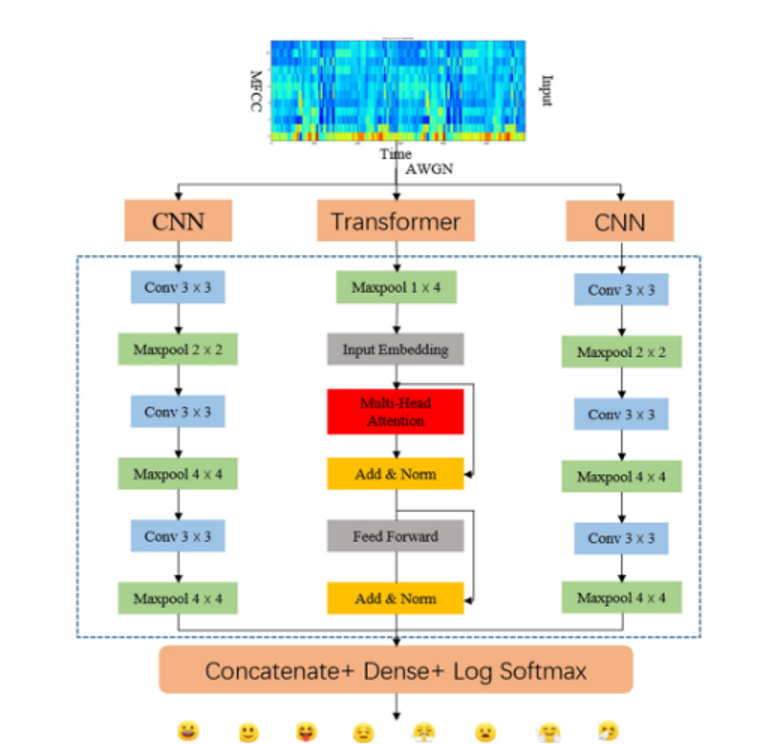 MFCC
Input
Time
AWGN
CNN
Transformer
CNN
Conv 3 × 3
Maxpool 2 × 2
Conv 3 × 3
Maxpool 4 × 4
Conv 3 × 3
Maxpool 4 × 4
Maxpool 1 × 4
Input Embedding
Multi-Head
Attention
Add & Norm
Feed Forward
Add & Norm
Conv 3 × 3
Maxpool 2 × 2
Conv 3 × 3
Maxpool 4 × 4
Conv 3 × 3
Maxpool 4 × 4
Concatenate+ Dense+ Log Softmax